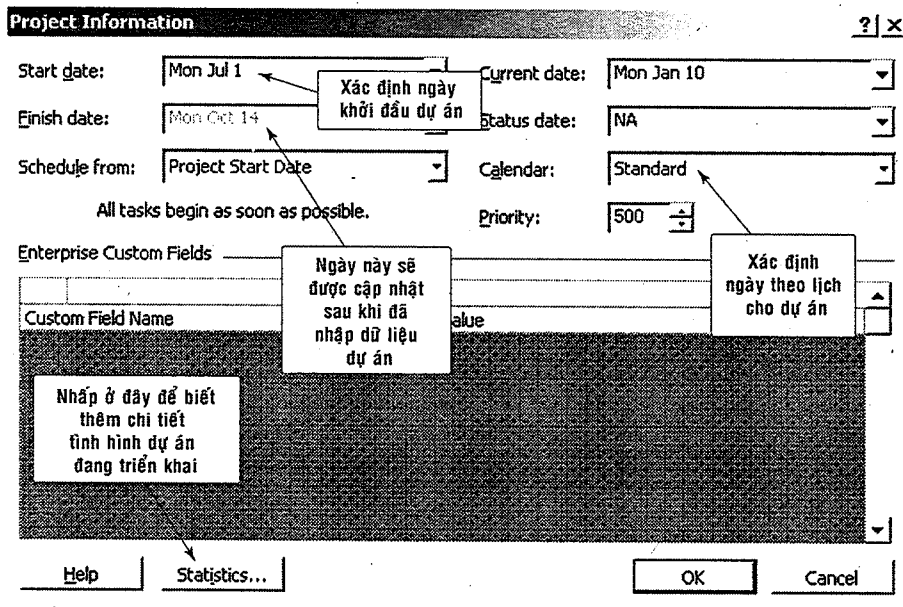 Project Information
Start date: Mon Jul 1
Current date: Mon Jan 10
Xác định ngày
khởi đầu dự án
Finish date: Mon Oct 14
Status date: NA
Schedule from: Project Start Date
Calendar: Standard
All tasks begin as soon as possible.
Priority: 500
Enterprise Custom Fields
Ngày này sẽ
được cập nhật
sau khi đã
nhập dữ liệu
dự án
Xác định
ngày theo lịch
cho dự án
Custom Field Name
alue
Nhấp ở đây để biết
thêm chi tiết
tình hình dự án
đang triển khai
Help
Statistics...
OK
Cancel